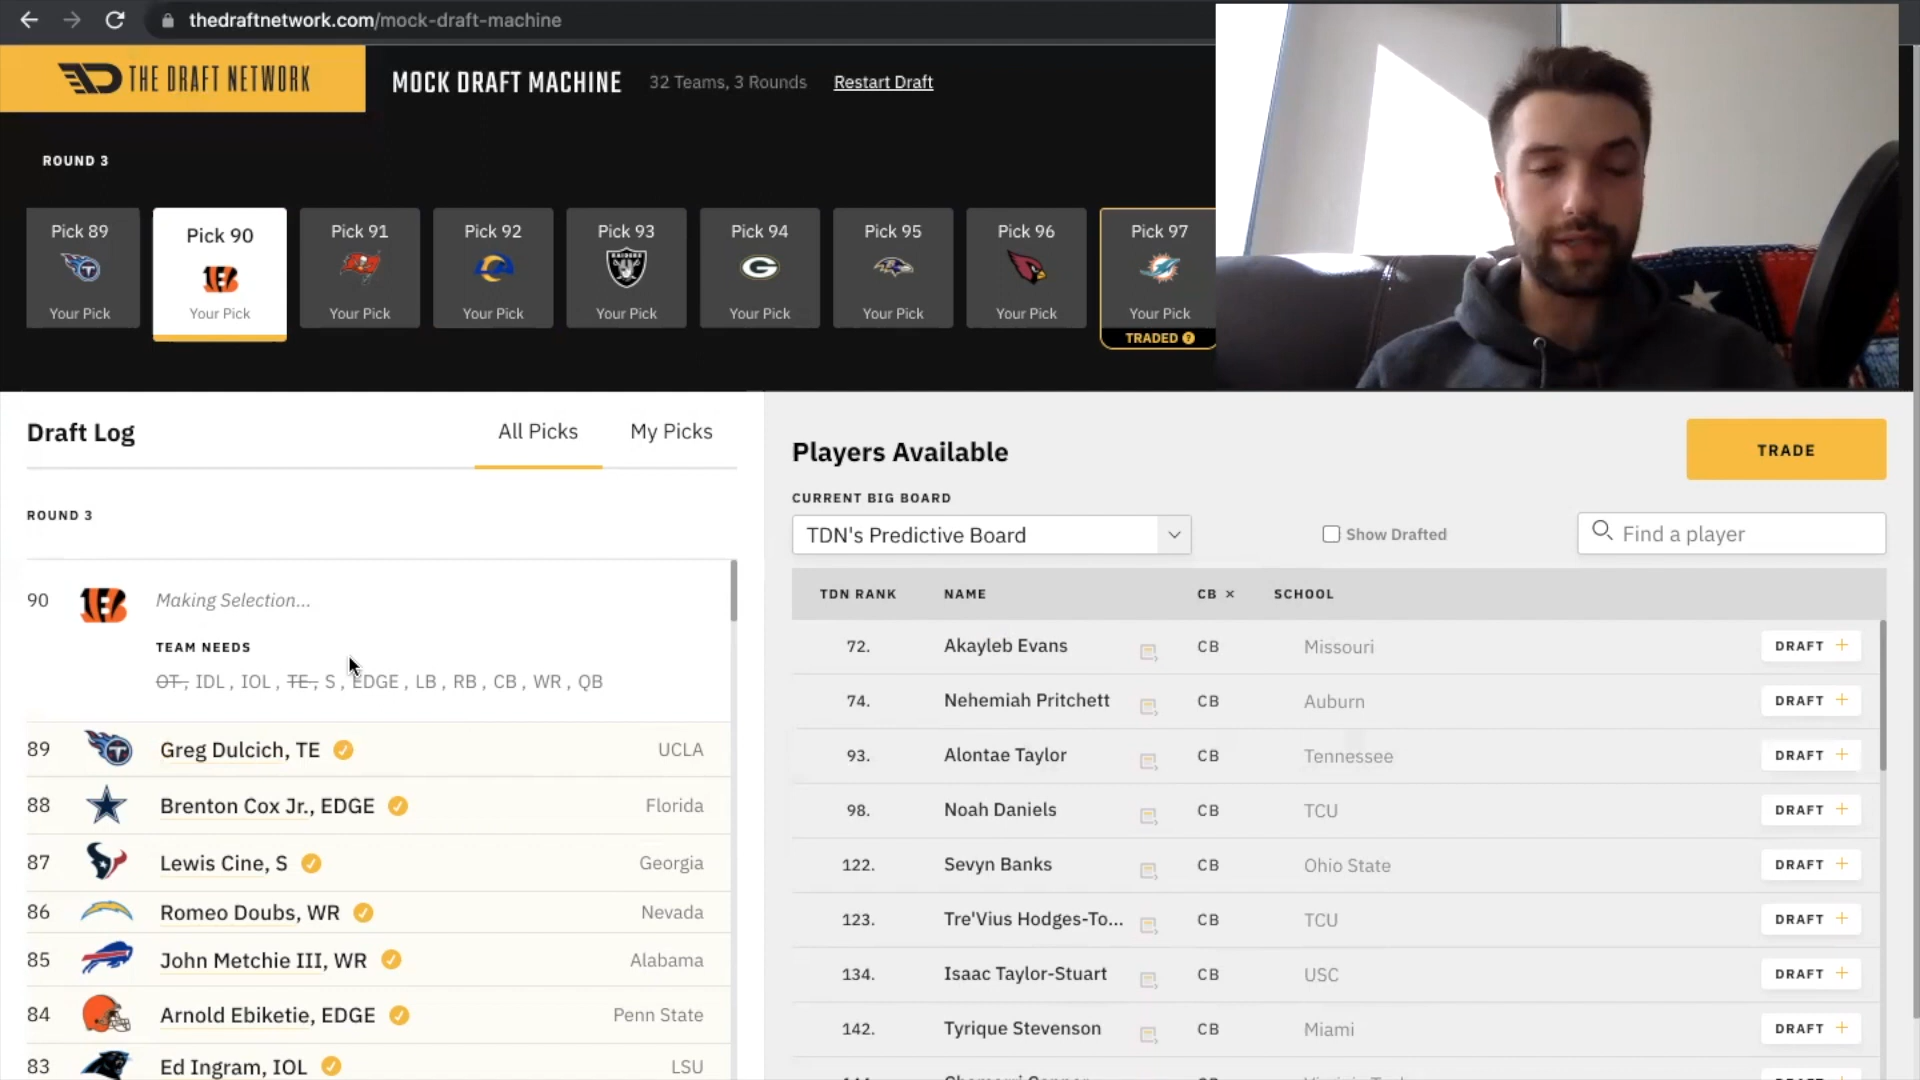 thedraftnetwork.com/mock-draft-machine
THE DRAFT NETWORK
MOCK DRAFT MACHINE
32 Teams, 3 Rounds
Restart Draft
ROUND 3
Pick 89
Your Pick
Pick 90
Your Pick
Pick 91
Your Pick
Pick 92
Your Pick
Pick 93
RAIDERS
Your Pick
Pick 94
G
Your Pick
Pick 95
Your Pick
Pick 96
Your Pick
Pick 97
Your Pick
TRADED ?
Draft Log
All Picks
My Picks
ROUND 3
90
Making Selection...
TEAM NEEDS
OT, IDL, IOL, TE, S, EDGE, LB, RB, CB, WR, QB
89 Greg Dulcich, TE UCLA
88 Brenton Cox Jr., EDGE Florida
87 Lewis Cine, S Georgia
86 Romeo Doubs, WR Nevada
85 John Metchie III, WR Alabama
84 Arnold Ebiketie, EDGE Penn State
83 Ed Ingram, IOL LSU
Players Available
TRADE
CURRENT BIG BOARD
TDN's Predictive Board
Show Drafted
Find a player
TDN RANK NAME CB × SCHOOL
72. Akayleb Evans CB Missouri DRAFT +
74. Nehemiah Pritchett CB Auburn DRAFT +
93. Alontae Taylor CB Tennessee DRAFT +
98. Noah Daniels CB TCU DRAFT +
122. Sevyn Banks CB Ohio State DRAFT +
123. Tre'Vius Hodges-To... CB TCU DRAFT +
134. Isaac Taylor-Stuart CB USC DRAFT +
142. Tyrique Stevenson CB Miami DRAFT +